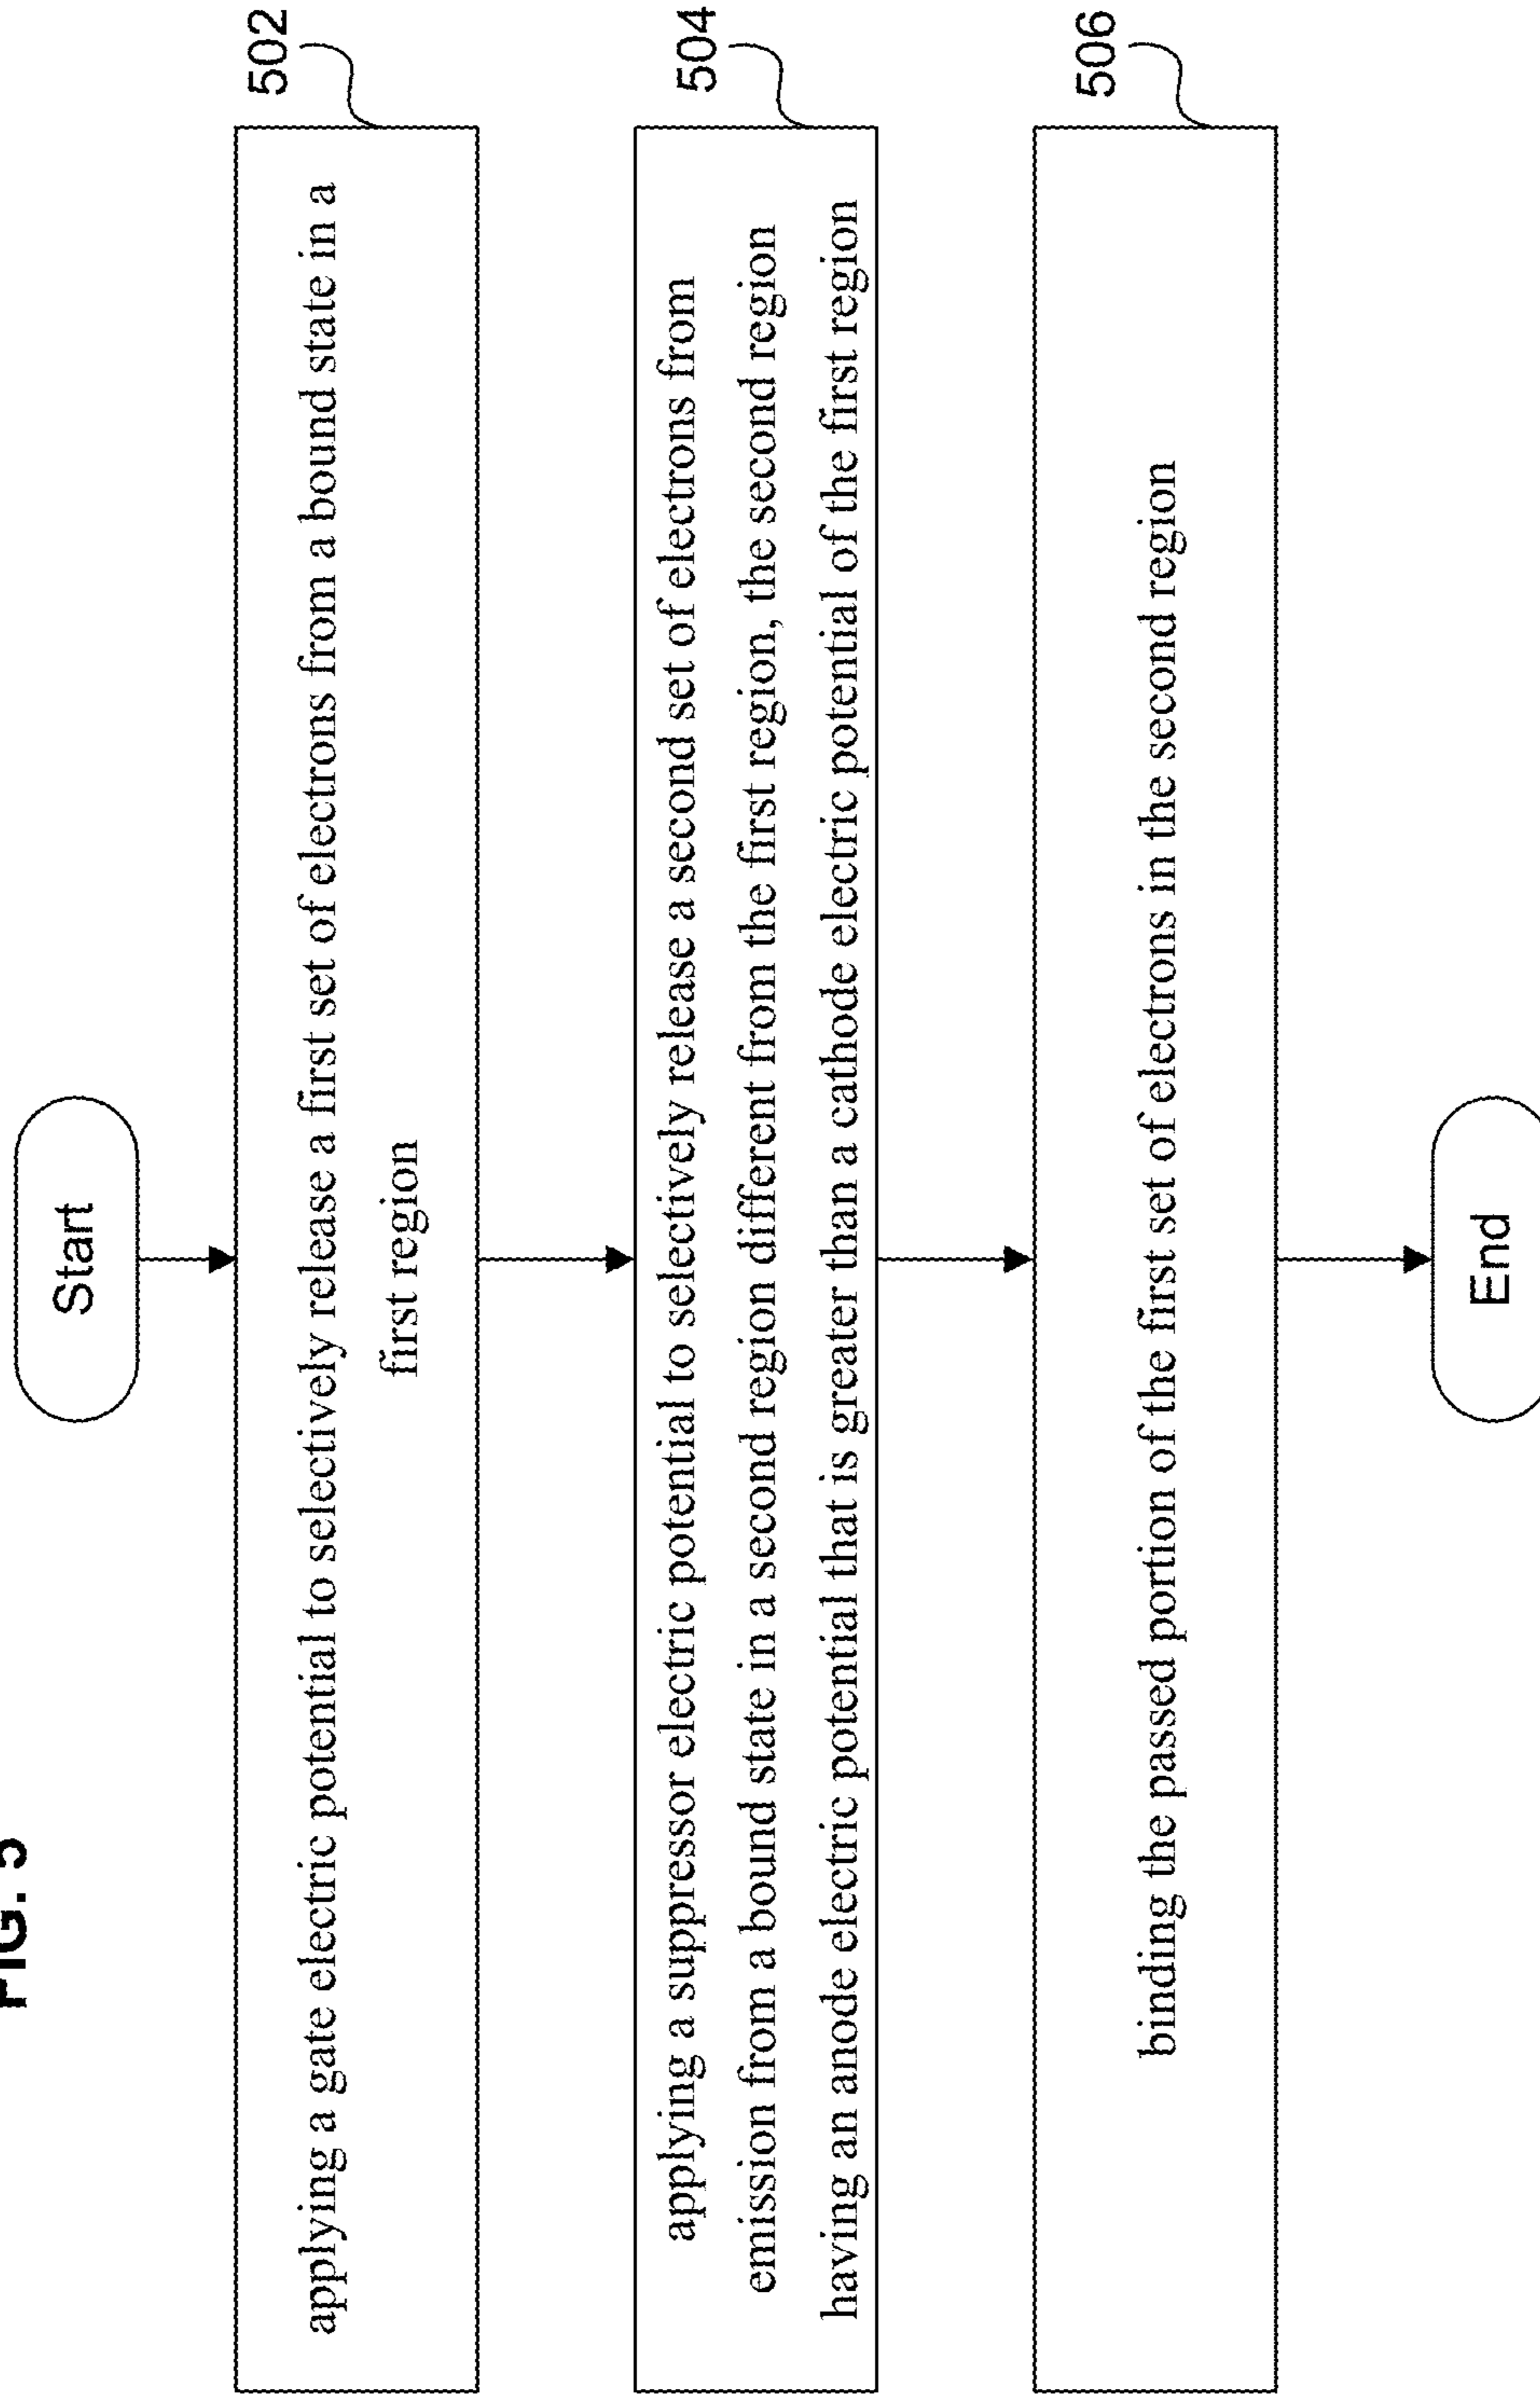 FIG. 5
Start
502
applying a gate electric potential to selectively release a first set of electrons from a bound state in a
first region
504
applying a suppressor electric potential to selectively release a second set of electrons from
emission from a bound state in a second region different from the first region, the second region
having an anode electric potential that is greater than a cathode electric potential of the first region
506
binding the passed portion of the first set of electrons in the second region
End